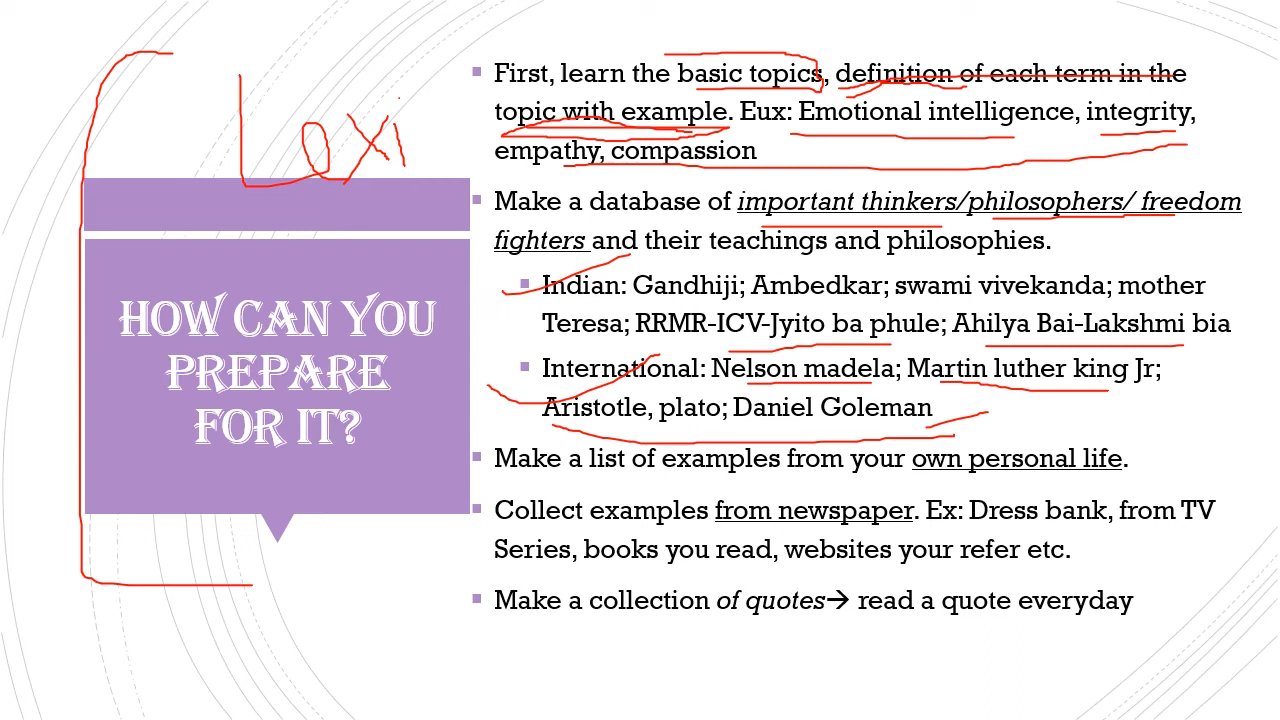 Lexi
HOW CAN YOU
PREPARE
FOR IT?
First, learn the basic topics, definition of each term in the
topic with example. Eux: Emotional intelligence, integrity,
empathy, compassion
Make a database of important thinkers/philosophers/ freedom
fighters and their teachings and philosophies.
Indian: Gandhiji; Ambedkar; swami vivekanda; mother
Teresa; RRMR-ICV-Jyito ba phule; Ahilya Bai-Lakshmi bia
International: Nelson madela; Martin luther king Jr;
Aristotle, plato; Daniel Goleman
Make a list of examples from your own personal life.
Collect examples from newspaper. Ex: Dress bank, from TV
Series, books you read, websites your refer etc.
Make a collection of quotes→ read a quote everyday